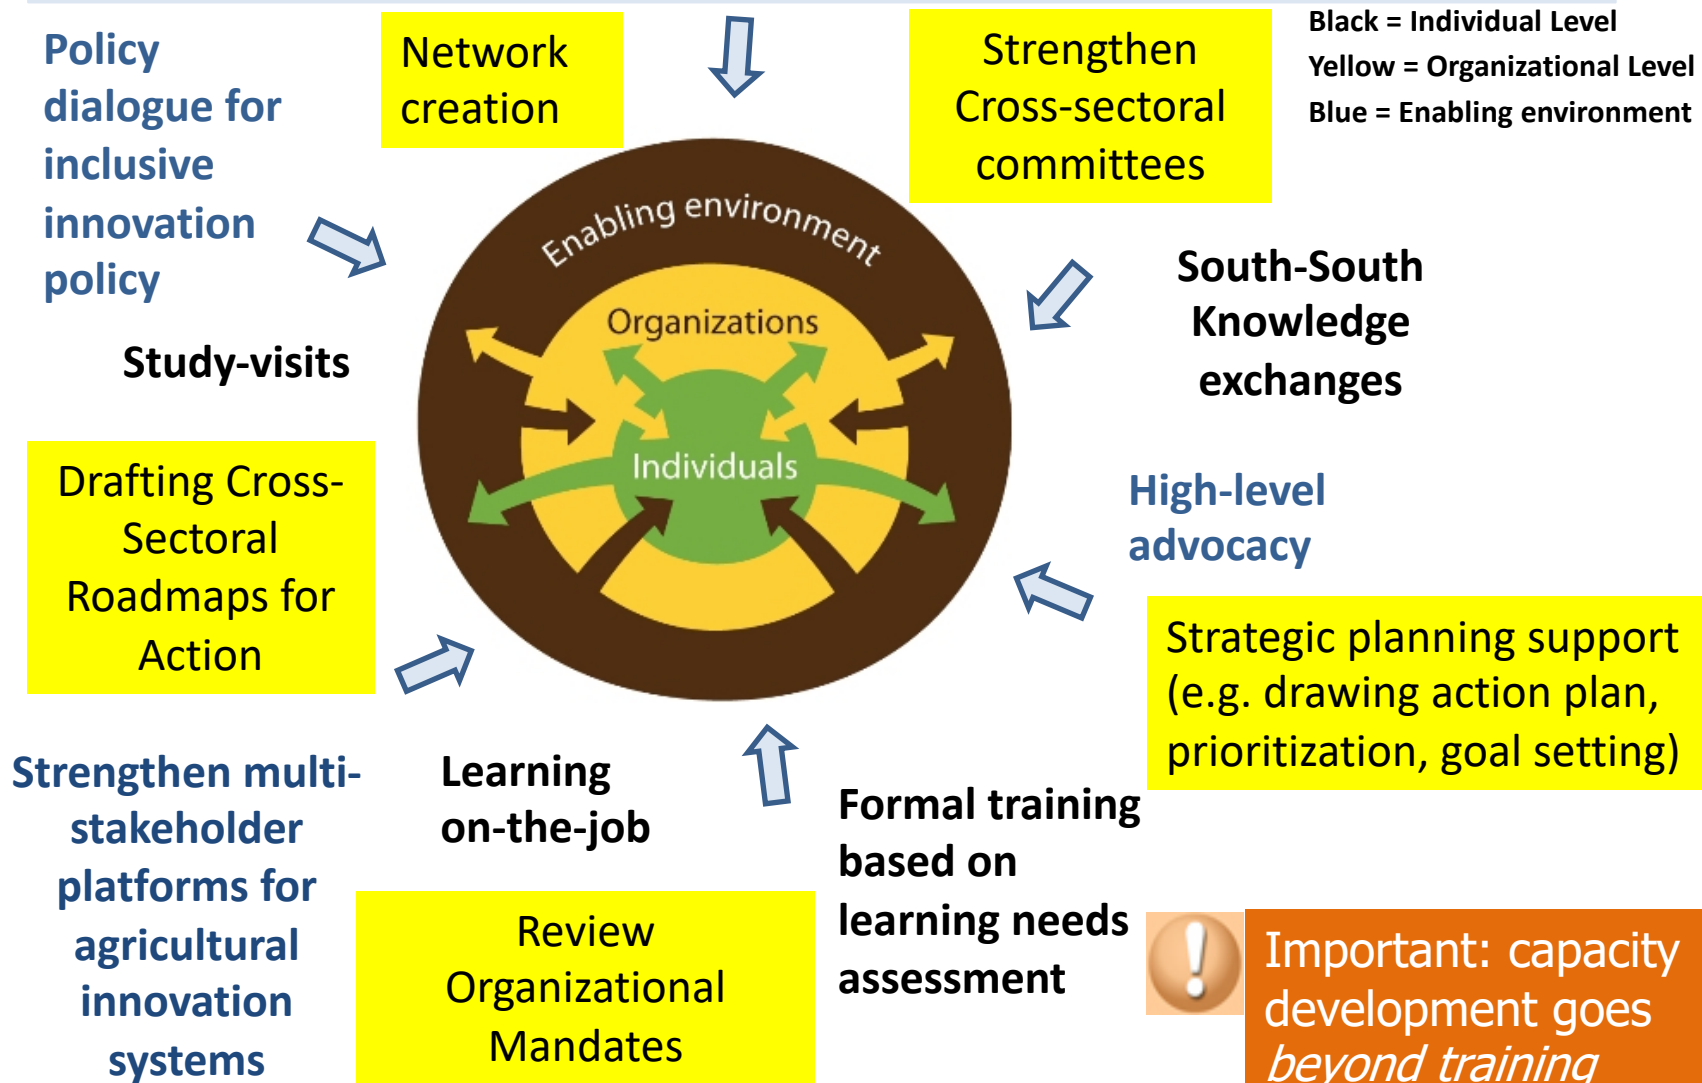 Policy
dialogue for
inclusive
innovation
policy
Network
creation
Strengthen
Cross-sectoral
committees
Black = Individual Level
Yellow = Organizational Level
Blue = Enabling environment
Enabling environment
Organizations
Individuals
Study-visits
South-South
Knowledge
exchanges
Drafting Cross-
Sectoral
Roadmaps for
Action
High-level
advocacy
Strategic planning support
(e.g. drawing action plan,
prioritization, goal setting)
Strengthen multi-
stakeholder
platforms for
agricultural
innovation
systems
Learning
on-the-job
Formal training
based on
learning needs
assessment
Review
Organizational
Mandates
Important: capacity
development goes
beyond training